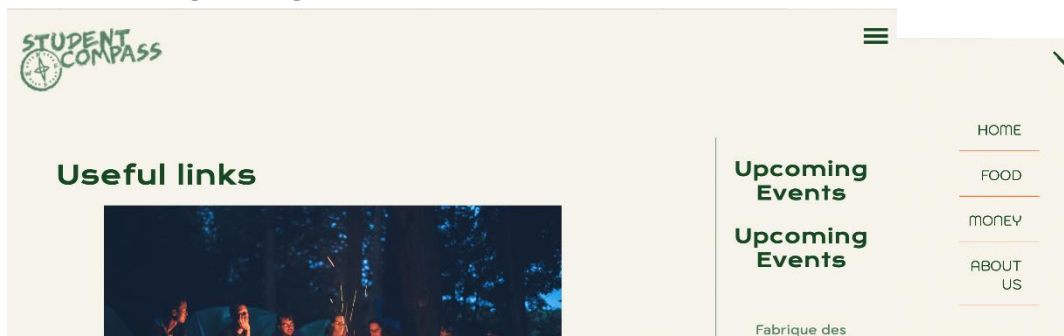 STUDENT
COMPASS
Useful links
Upcoming
Events
Upcoming
Events
Fabrique des
HOME
FOOD
MONEY
ABOUT
US